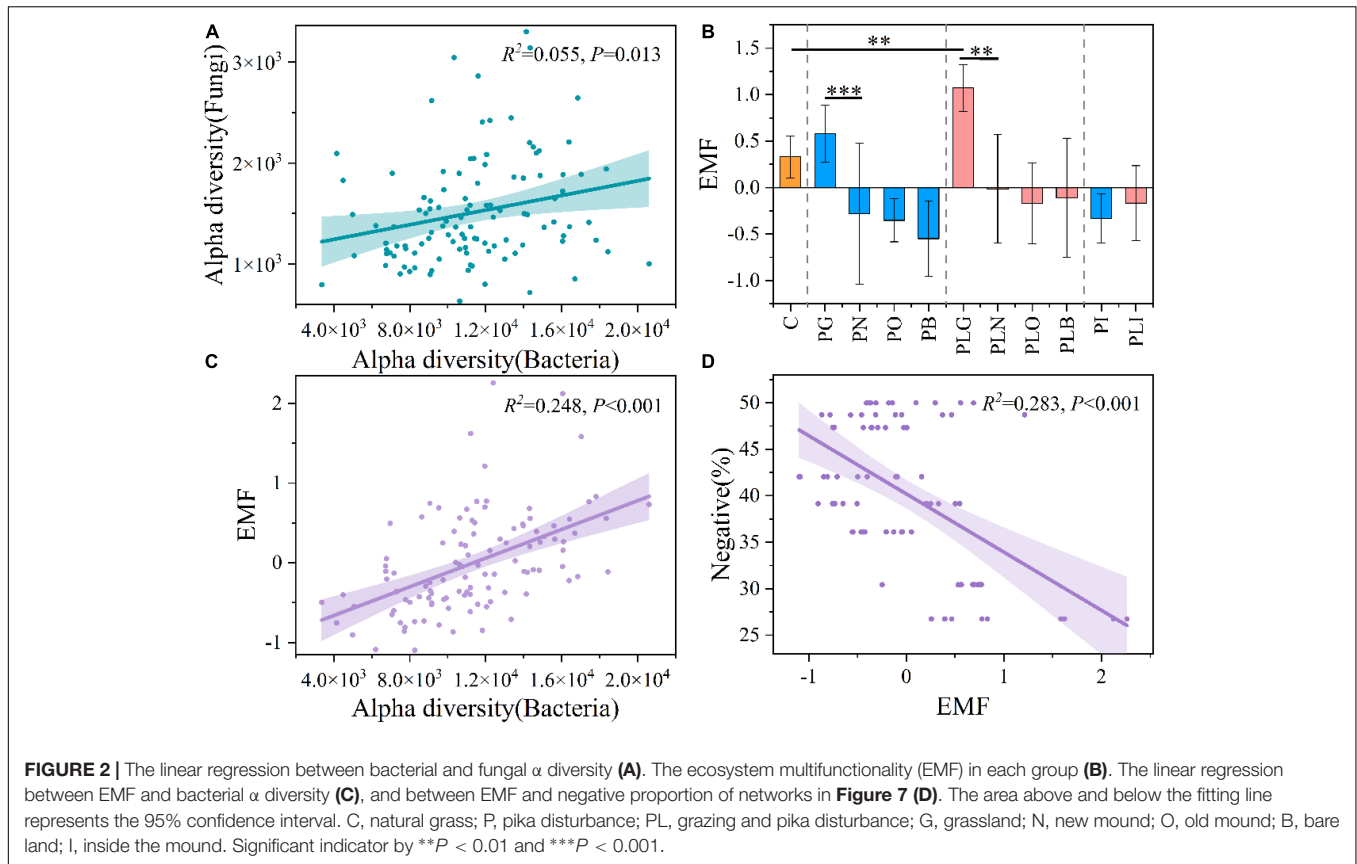 A
R²=0.055, P=0.013
3×10³
2×10³
1×10³
Alpha diversity(Fungi)
4.0×10³ 8.0×10³ 1.2×10⁴ 1.6×10⁴ 2.0×10⁴
Alpha diversity(Bacteria)
B
**
**
***
1.5
1.0
0.5
0.0
-0.5
-1.0
EMF
C PG PN PO PB PLG PLN PLO PLB PI PLI
C
R²=0.248, P<0.001
2
1
0
-1
EMF
4.0×10³ 8.0×10³ 1.2×10⁴ 1.6×10⁴ 2.0×10⁴
Alpha diversity(Bacteria)
D
R²=0.283, P<0.001
50
45
40
35
30
25
Negative(%)
-1 0 1 2
EMF
FIGURE 2 | The linear regression between bacterial and fungal α diversity (A). The ecosystem multifunctionality (EMF) in each group (B). The linear regression
between EMF and bacterial α diversity (C), and between EMF and negative proportion of networks in Figure 7 (D). The area above and below the fitting line
represents the 95% confidence interval. C, natural grass; P, pika disturbance; PL, grazing and pika disturbance; G, grassland; N, new mound; O, old mound; B, bare
land; I, inside the mound. Significant indicator by **P < 0.01 and ***P < 0.001.